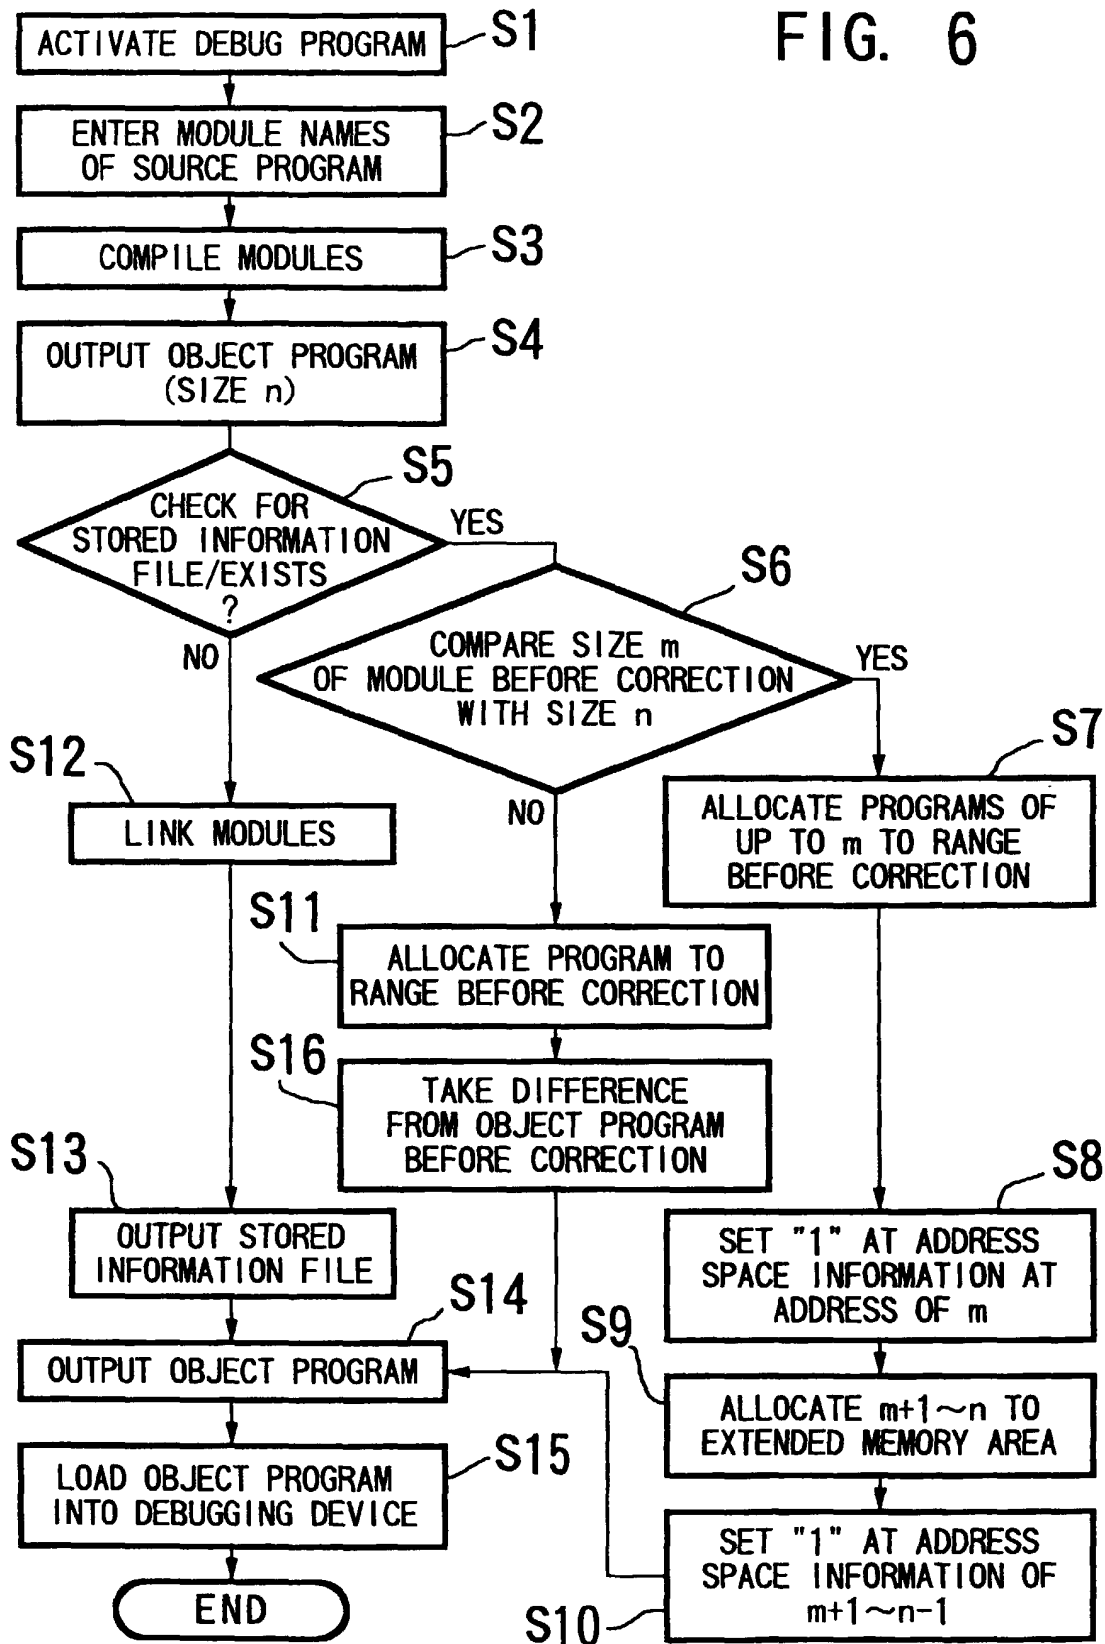 FIG. 6
ACTIVATE DEBUG PROGRAM
S1
ENTER MODULE NAMES
OF SOURCE PROGRAM
S2
COMPILE MODULES
S3
OUTPUT OBJECT PROGRAM
(SIZE n)
S4
CHECK FOR
STORED INFORMATION
FILE/EXISTS
?
S5
YES
NO
COMPARE SIZE m
OF MODULE BEFORE CORRECTION
WITH SIZE n
S6
YES
NO
S7
ALLOCATE PROGRAMS OF
UP TO m TO RANGE
BEFORE CORRECTION
S12
LINK MODULES
S11
ALLOCATE PROGRAM TO
RANGE BEFORE CORRECTION
S16
TAKE DIFFERENCE
FROM OBJECT PROGRAM
BEFORE CORRECTION
S13
OUTPUT STORED
INFORMATION FILE
S8
SET "1" AT ADDRESS
SPACE INFORMATION AT
ADDRESS OF m
S14
OUTPUT OBJECT PROGRAM
S9
ALLOCATE m+1~n TO
EXTENDED MEMORY AREA
S15
LOAD OBJECT PROGRAM
INTO DEBUGGING DEVICE
SET "1" AT ADDRESS
SPACE INFORMATION OF
m+1~n-1
S10
END